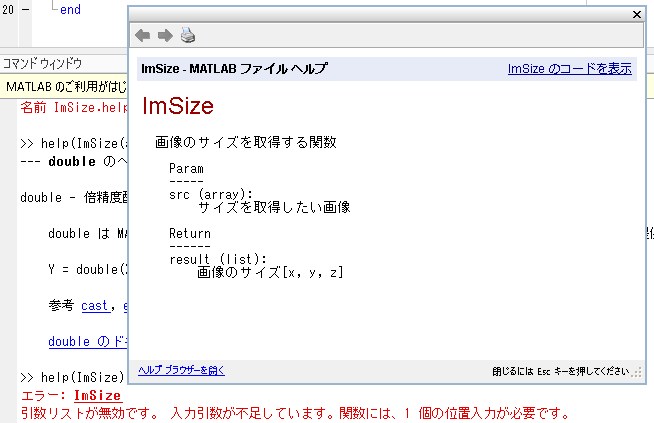 20 － end
コマンド ウィンドウ
MATLAB のご利用がはじ
名前 ImSize.help
>> help(ImSize(
--- double のヘ
double - 倍精度
double は MA
Y = double(
参考 cast,
double のド
>> help(ImSize)
エラー: ImSize
引数リストが無効です。 入力引数が不足しています。関数には、1 個の位置入力が必要です。
ImSize - MATLAB ファイル ヘルプ
ImSize のコードを表示
ImSize
画像のサイズを取得する関数
Param
-----
src (array):
サイズを取得したい画像
Return
------
result (list):
画像のサイズ[x, y, z]
ヘルプ ブラウザーを開く
閉じるには Esc キーを押してください